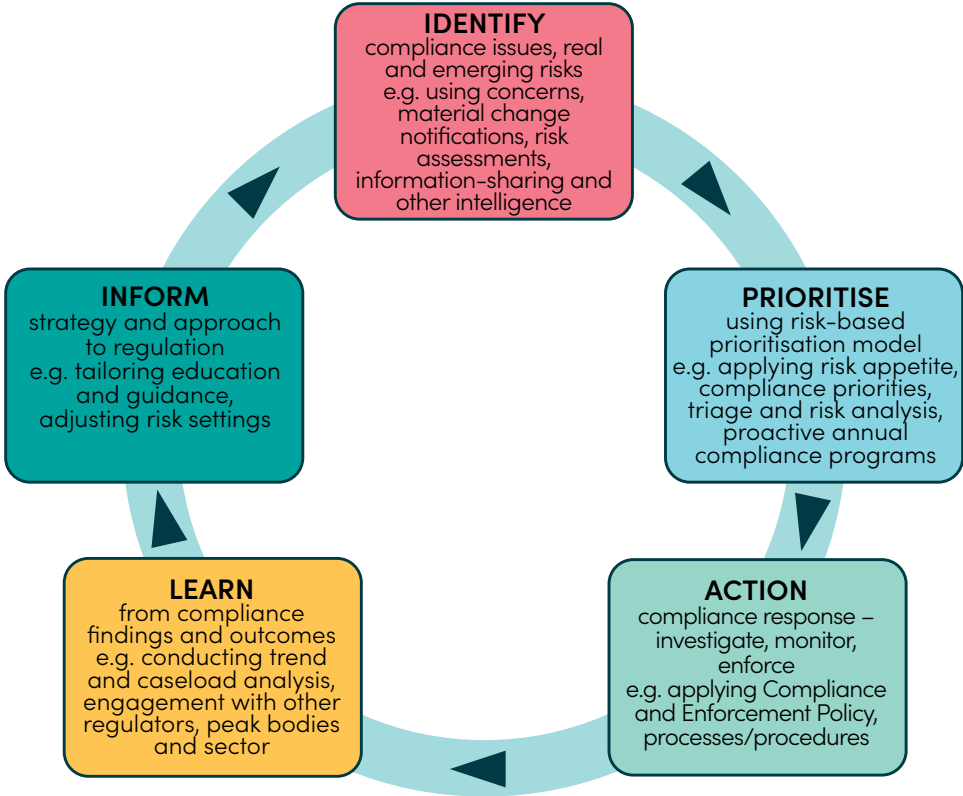 IDENTIFY
compliance issues, real
and emerging risks
e.g. using concerns,
material change
notifications, risk
assessments,
information-sharing and
other intelligence
PRIORITISE
using risk-based
prioritisation model
e.g. applying risk appetite,
compliance priorities,
triage and risk analysis,
proactive annual
compliance programs
ACTION
compliance response –
investigate, monitor,
enforce
e.g. applying Compliance
and Enforcement Policy,
processes/procedures
LEARN
from compliance
findings and outcomes
e.g. conducting trend
and caseload analysis,
engagement with other
regulators, peak bodies
and sector
INFORM
strategy and approach
to regulation
e.g. tailoring education
and guidance,
adjusting risk settings